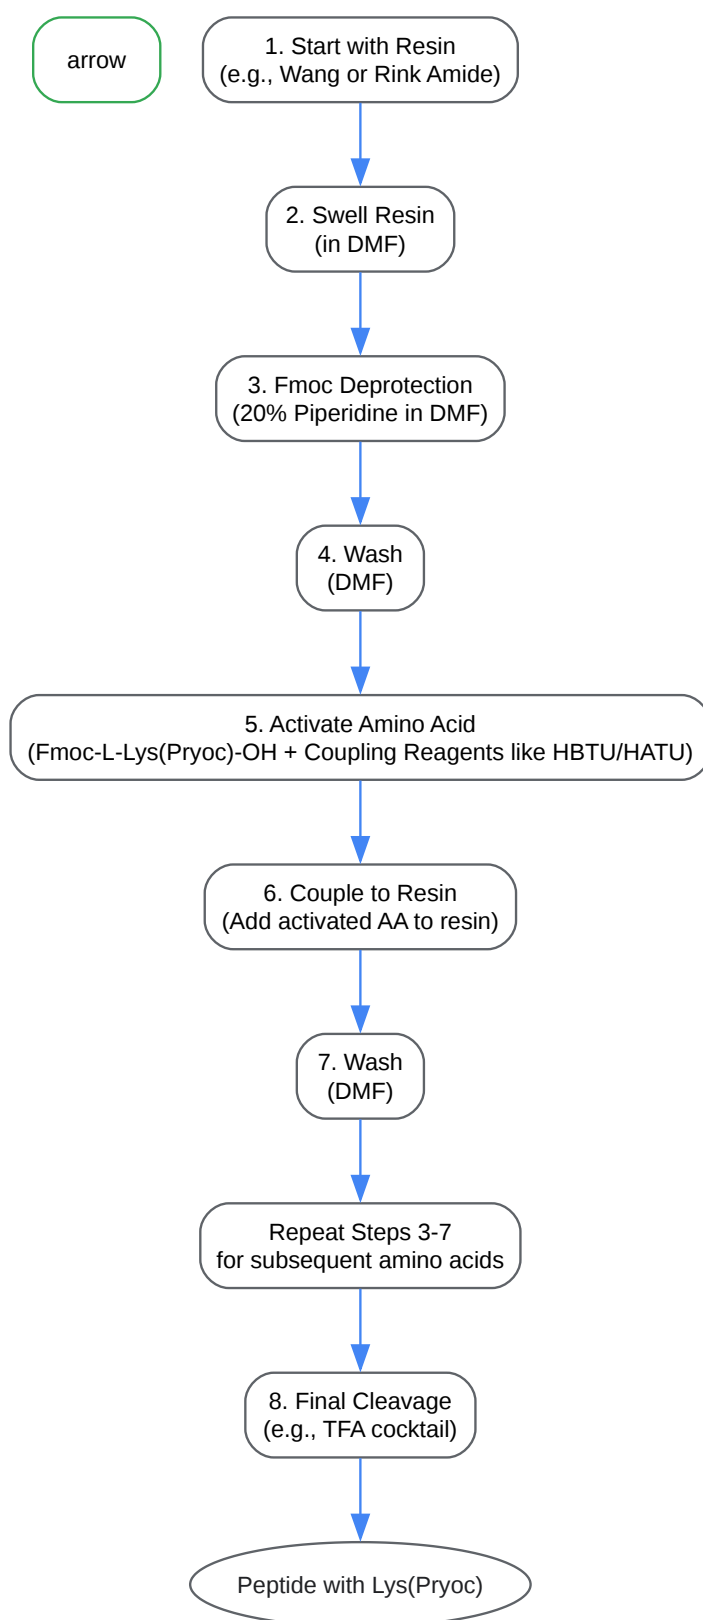 arrow
1. Start with Resin
(e.g., Wang or Rink Amide)
2. Swell Resin
(in DMF)
3. Fmoc Deprotection
(20% Piperidine in DMF)
4. Wash
(DMF)
5. Activate Amino Acid
(Fmoc-L-Lys(Pryoc)-OH + Coupling Reagents like HBTU/HATU)
6. Couple to Resin
(Add activated AA to resin)
7. Wash
(DMF)
Repeat Steps 3-7
for subsequent amino acids
8. Final Cleavage
(e.g., TFA cocktail)
Peptide with Lys(Pryoc)